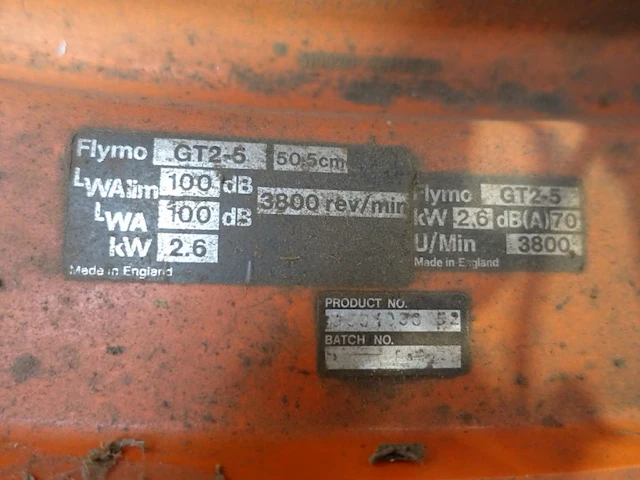 Flymo GT2-5 50.5cm
LWAlim 100 dB 3800 rev/min
LWA 100 dB
kW 2.6
Made in England
Flymo GT2-5
kW 2.6 dB(A) 70
U/Min 3800
Made in England
PRODUCT NO.
52
BATCH NO.